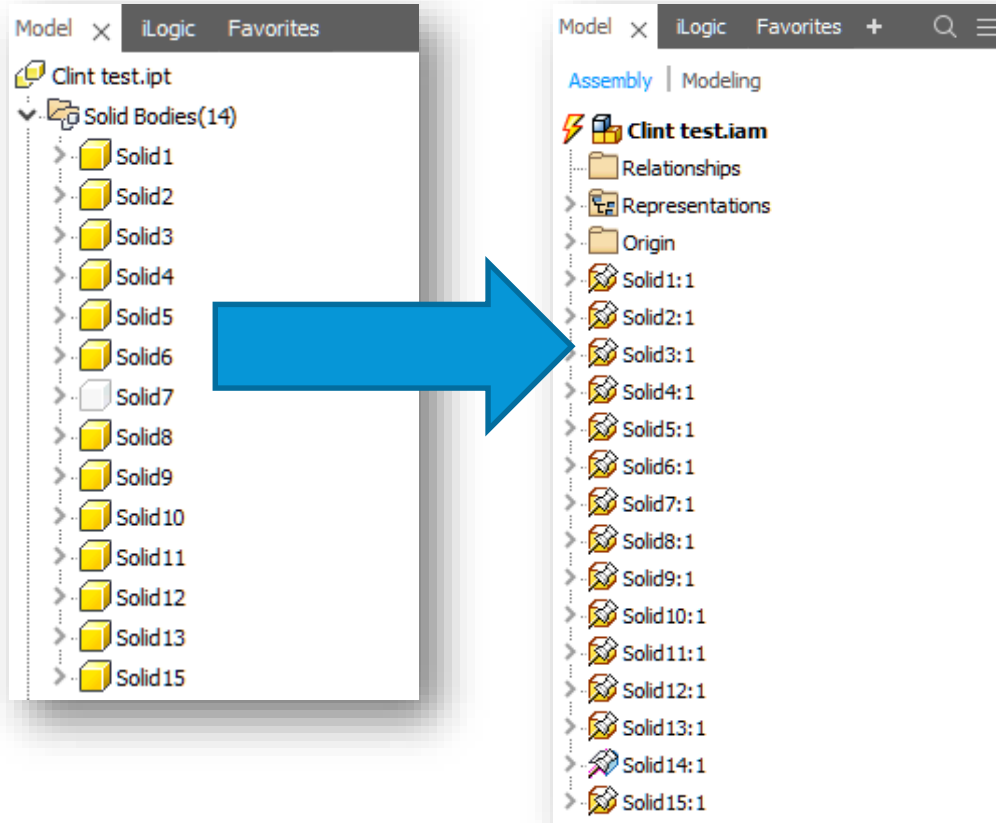 Model iLogic Favorites
Clint test.ipt
Solid Bodies(14)
Solid1
Solid2
Solid3
Solid4
Solid5
Solid6
Solid7
Solid8
Solid9
Solid10
Solid11
Solid12
Solid13
Solid15
Model iLogic Favorites +
Assembly | Modeling
Clint test.iam
Relationships
Representations
Origin
Solid1:1
Solid2:1
Solid3:1
Solid4:1
Solid5:1
Solid6:1
Solid7:1
Solid8:1
Solid9:1
Solid10:1
Solid11:1
Solid12:1
Solid13:1
Solid14:1
Solid15:1